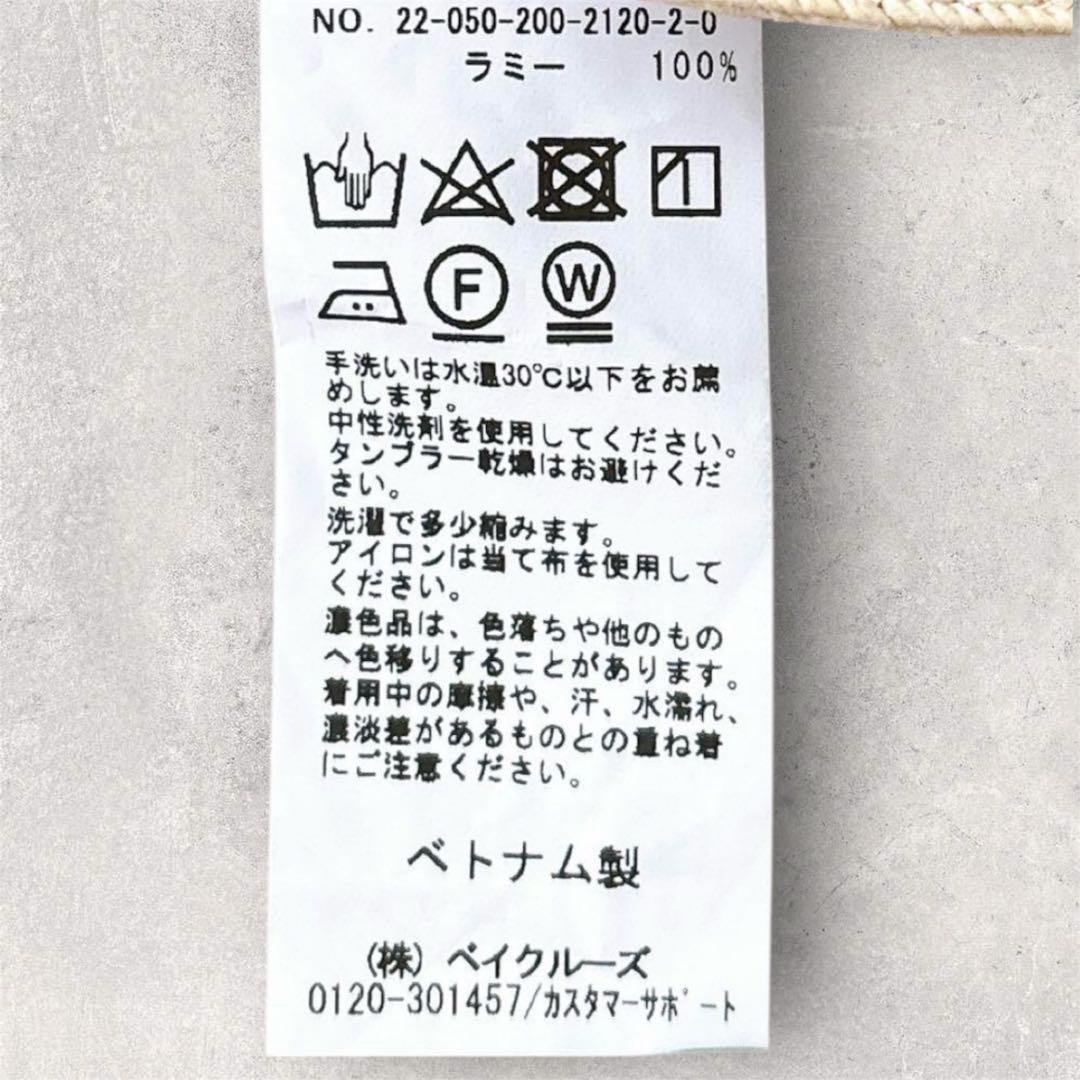 NO. 22-050-200-2120-2-0
ラミー 100%
F W
手洗いは水温30℃以下をお薦
めします。
中性洗剤を使用してください。
タンブラー乾燥はお避けくだ
さい。
洗濯で多少縮みます。
アイロンは当て布を使用して
ください。
濃色品は、色落ちや他のもの
へ色移りすることがあります。
着用中の摩擦や、汗、水濡れ、
濃淡差があるものとの重ね着
にご注意ください。
ベトナム製
(株) ベイクルーズ
0120-301457/カスタマーサポート